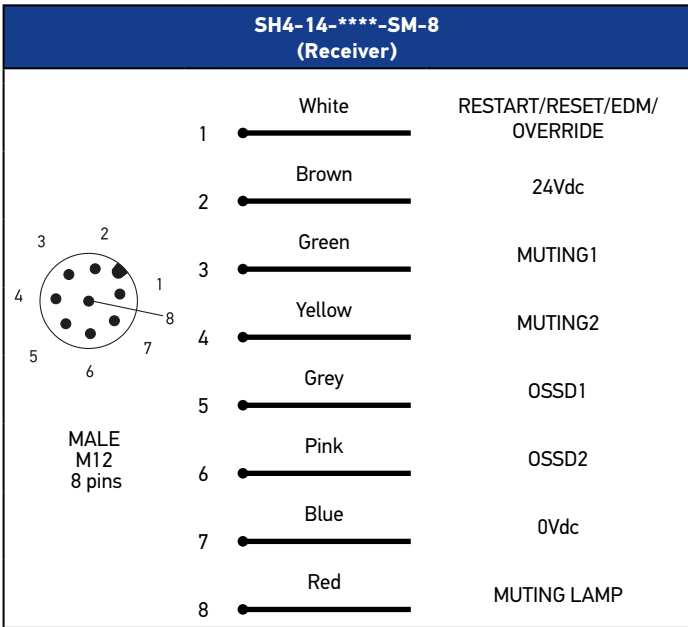 SH4-14-****-SM-8
(Receiver)
1 White RESTART/RESET/EDM/
OVERRIDE
2 Brown 24Vdc
3 Green MUTING1
4 Yellow MUTING2
5 Grey OSSD1
6 Pink OSSD2
7 Blue 0Vdc
8 Red MUTING LAMP
2
3
1
4
8
7
5
6
MALE
M12
8 pins